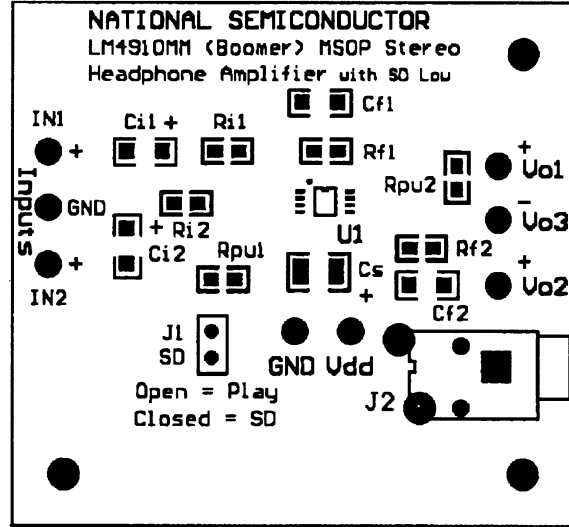 NATIONAL SEMICONDUCTOR
LM4910MM (Boomer) MSOP Stereo
Headphone Amplifier with SD Low
Cf1
IN1
Ci1 +
Ri1
Rf1
+
+
Vo1
Rpu2
Inputs
GND
Ri2
U1
-
Vo3
+
Ci2
Rpu1
Cs
+
Rf2
+
Vo2
+
IN2
Cf2
J1
SD
GND Vdd
Open = Play
Closed = SD
J2